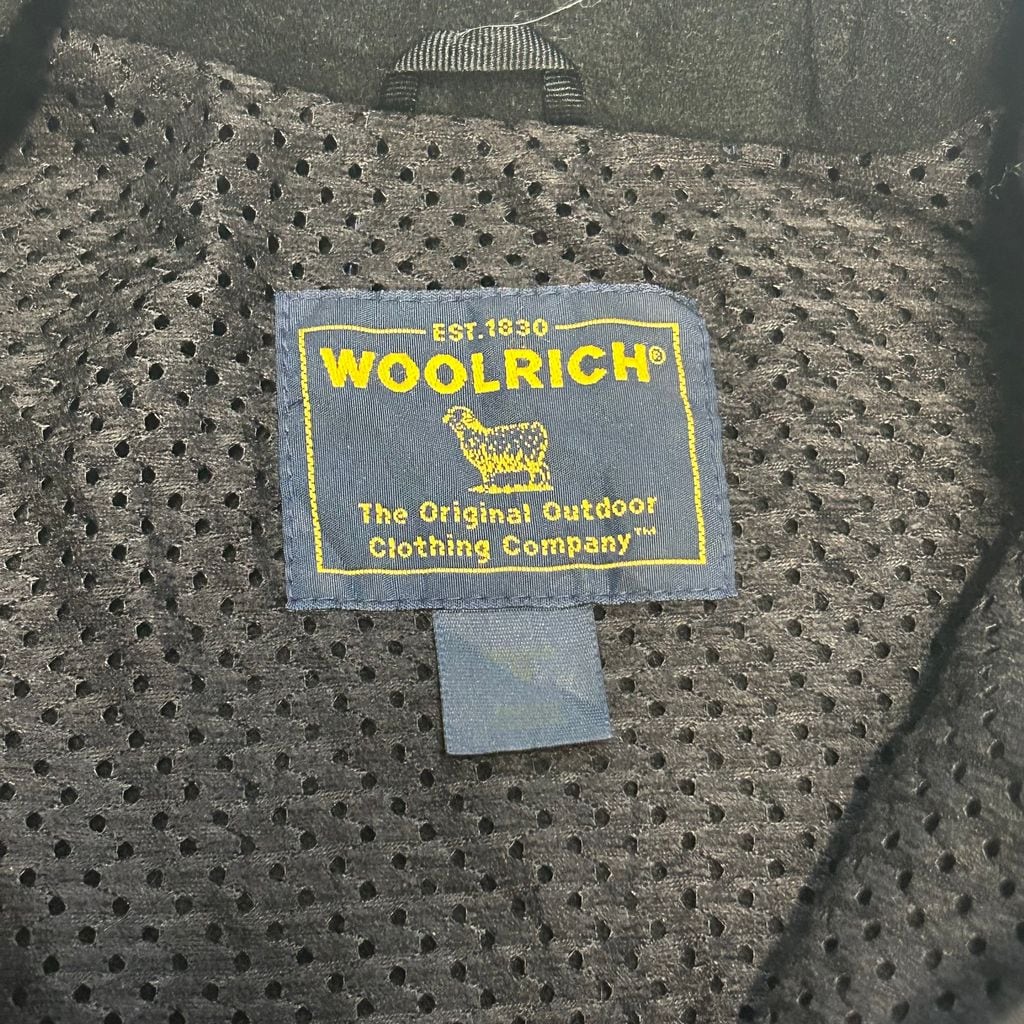 EST.1830
WOOLRICH®
The Original Outdoor
Clothing Company™